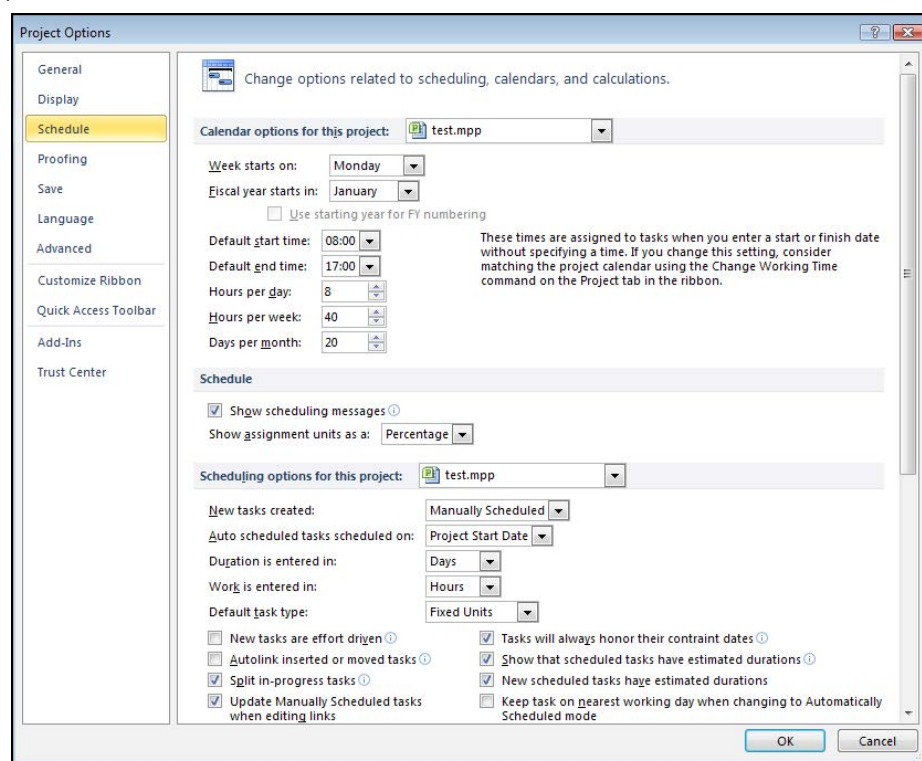 Project Options
General
Display
Schedule
Proofing
Save
Language
Advanced
Customize Ribbon
Quick Access Toolbar
Add-Ins
Trust Center
Change options related to scheduling, calendars, and calculations.
Calendar options for this project: test.mpp
Week starts on: Monday
Fiscal year starts in: January
Use starting year for FY numbering
Default start time: 08:00
Default end time: 17:00
Hours per day: 8
Hours per week: 40
Days per month: 20
These times are assigned to tasks when you enter a start or finish date
without specifying a time. If you change this setting, consider
matching the project calendar using the Change Working Time
command on the Project tab in the ribbon.
Schedule
Show scheduling messages
Show assignment units as a: Percentage
Scheduling options for this project: test.mpp
New tasks created: Manually Scheduled
Auto scheduled tasks scheduled on: Project Start Date
Duration is entered in: Days
Work is entered in: Hours
Default task type: Fixed Units
New tasks are effort driven
Autolink inserted or moved tasks
Split in-progress tasks
Update Manually Scheduled tasks
when editing links
Tasks will always honor their contraint dates
Show that scheduled tasks have estimated durations
New scheduled tasks have estimated durations
Keep task on nearest working day when changing to Automatically
Scheduled mode
OK Cancel